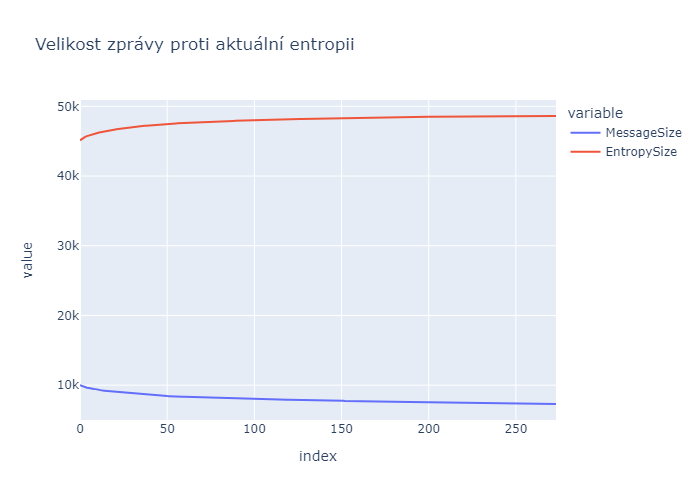 Velikost zprávy proti aktuální entropii
variable
MessageSize
EntropySize
value
50k
40k
30k
20k
10k
0
50
100
150
200
250
index